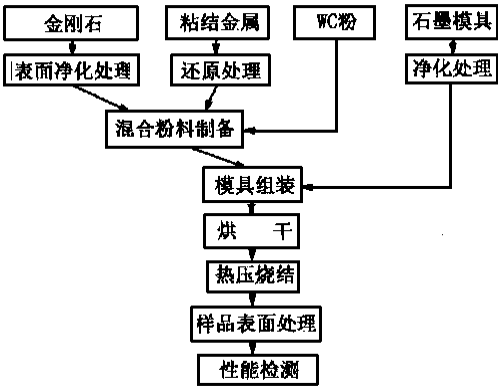 金刚石 粘结金属 WC粉 石墨模具
表面净化处理 还原处理 净化处理
混合粉料制备
模具组装
烘 干
热压烧结
样品表面处理
性能检测